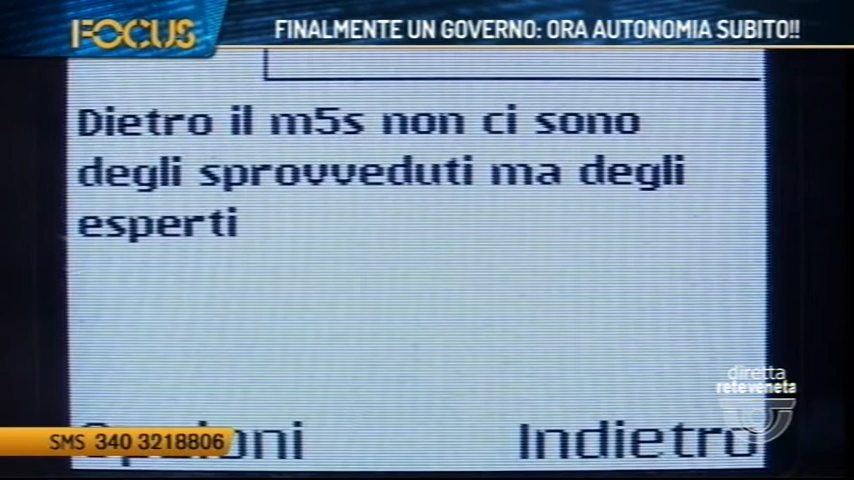 FOCUS
FINALMENTE UN GOVERNO: ORA AUTONOMIA SUBITO!!
Dietro il m5s non ci sono
degli sprovveduti ma degli
esperti
diretta
reteveneta
SMS 340 3218806
Opzioni
Indietro